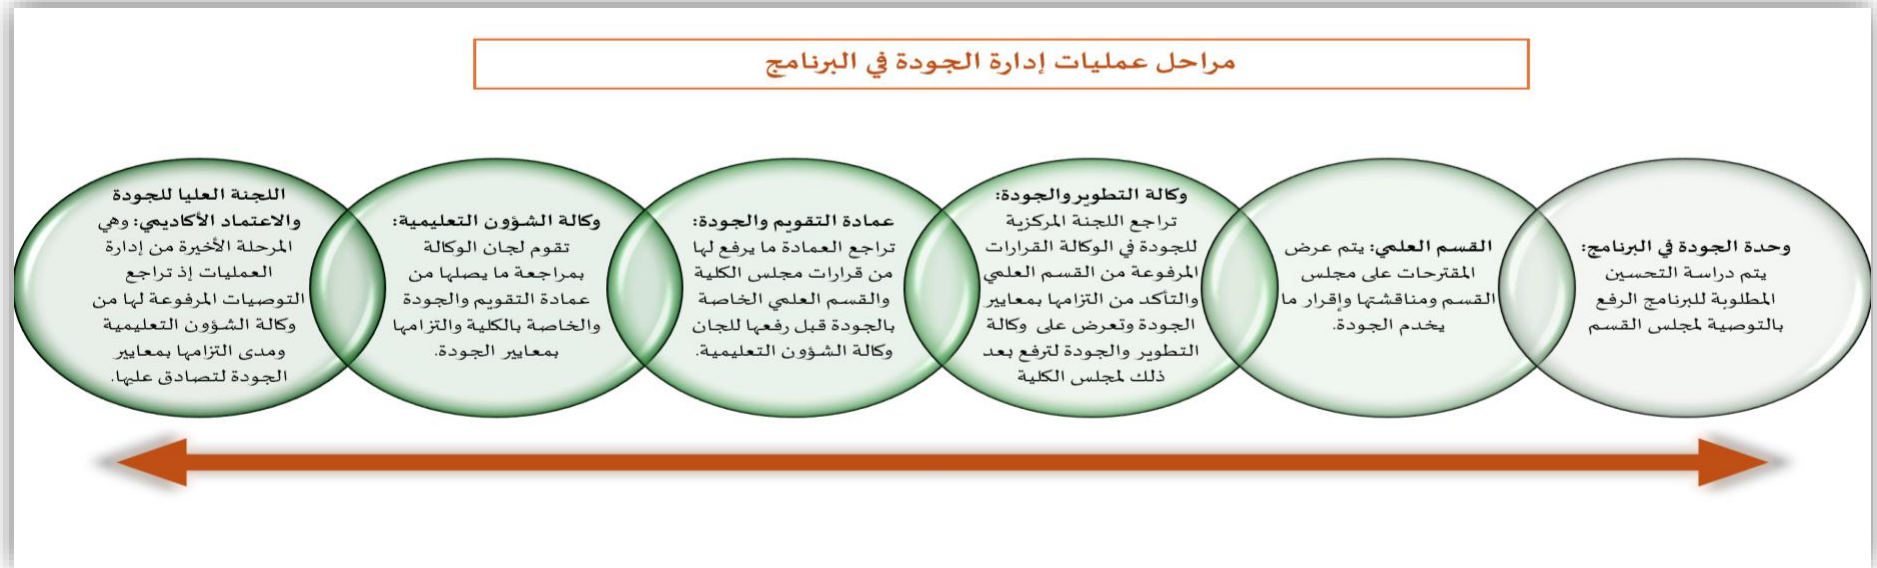 مراحل عمليات إدارة الجودة في البرنامج
وحدة الجودة في البرنامج:
يتم دراسة التحسين
المطلوبة للبرنامج الرفع
بالتوصية لمجلس القسم
القسم العلمي: يتم عرض
المقترحات على مجلس
القسم ومناقشتها وإقرار ما
يخدم الجودة.
وكالة التطوير والجودة:
تراجع اللجنة المركزية
للجودة في الوكالة القرارات
المرفوعة من القسم العلمي
والتأكد من التزامها بمعايير
الجودة وتعرض على وكالة
التطوير والجودة لترفع بعد
ذلك لمجلس الكلية
عمادة التقويم والجودة:
تراجع العمادة ما يرفع لها
من قرارات مجلس الكلية
والقسم العلمي الخاصة
بالجودة قبل رفعها للجان
وكالة الشؤون التعليمية.
وكالة الشؤون التعليمية:
تقوم لجان الوكالة
بمراجعة ما يصلها من
عمادة التقويم والجودة
والخاصة بالكلية والتزامها
بمعايير الجودة.
اللجنة العليا للجودة
والاعتماد الأكاديمي: وهي
المرحلة الأخيرة من إدارة
العمليات إذ تراجع
التوصيات المرفوعة لها من
وكالة الشؤون التعليمية
ومدى التزامها بمعايير
الجودة لتصادق عليها.